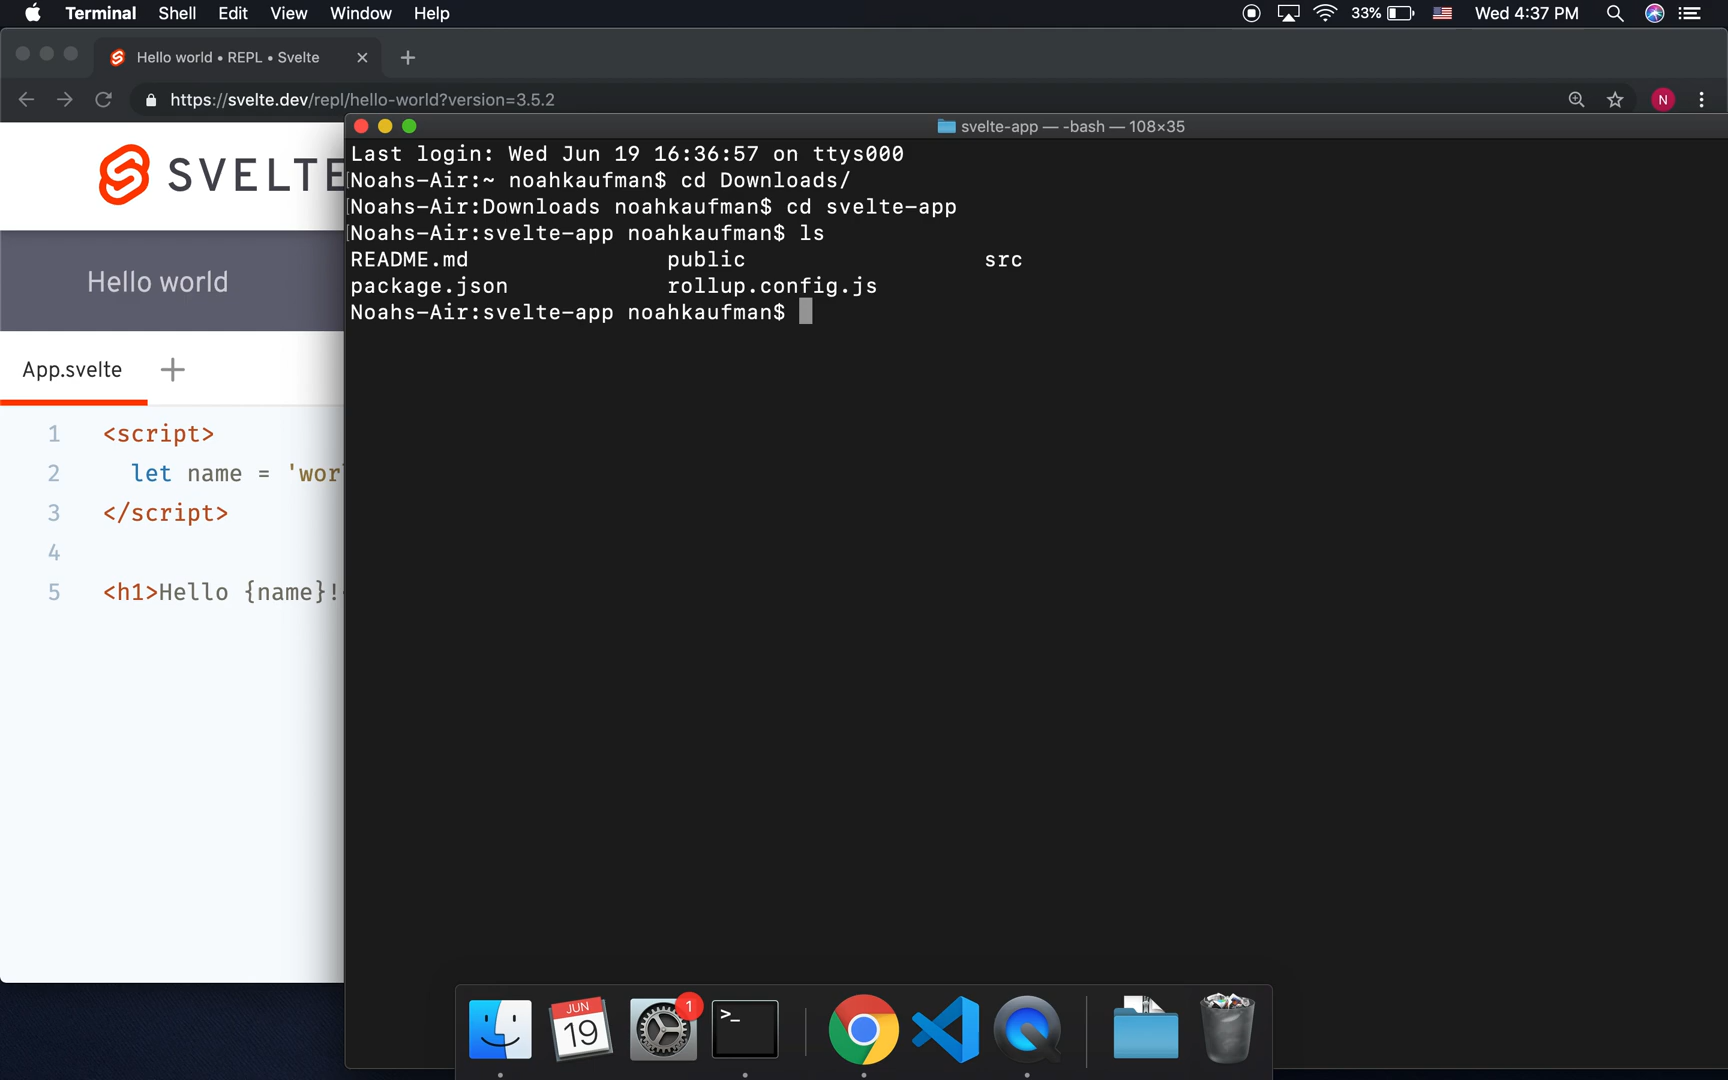 Terminal Shell Edit View Window Help 33% Wed 4:37 PM
Hello world • REPL • Svelte
https://svelte.dev/repl/hello-world?version=3.5.2 N
svelte-app — -bash — 108×35
SVELTE
Hello world
App.svelte
1 <script>
2 let name = 'wor
3 </script>
4
5 <h1>Hello {name}!
Last login: Wed Jun 19 16:36:57 on ttys000
[Noahs-Air:~ noahkaufman$ cd Downloads/
[Noahs-Air:Downloads noahkaufman$ cd svelte-app
[Noahs-Air:svelte-app noahkaufman$ ls
README.md public src
package.json rollup.config.js
Noahs-Air:svelte-app noahkaufman$
JUN
19
1
>_